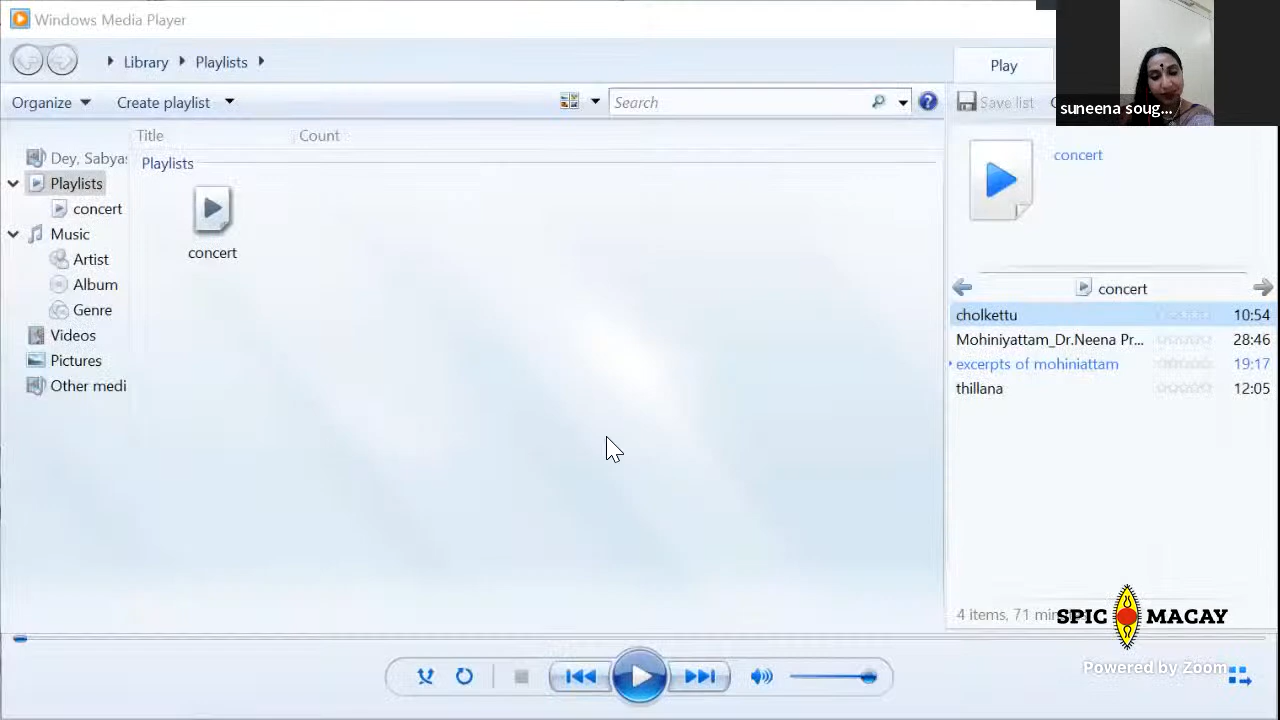 Windows Media Player
Library
Playlists
Play
Organize
Create playlist
Search
Save list
suneena soug...
Title
Count
Dey, Sabya
Playlists
concert
Music
Artist
Album
Genre
Videos
Pictures
Other medi
Playlists
concert
concert
concert
cholkettu 10:54
Mohiniyattam_Dr.Neena Pr... 28:46
excerpts of mohiniattam 19:17
thillana 12:05
4 items, 71
SPIC MACAY
Powered by Zoom